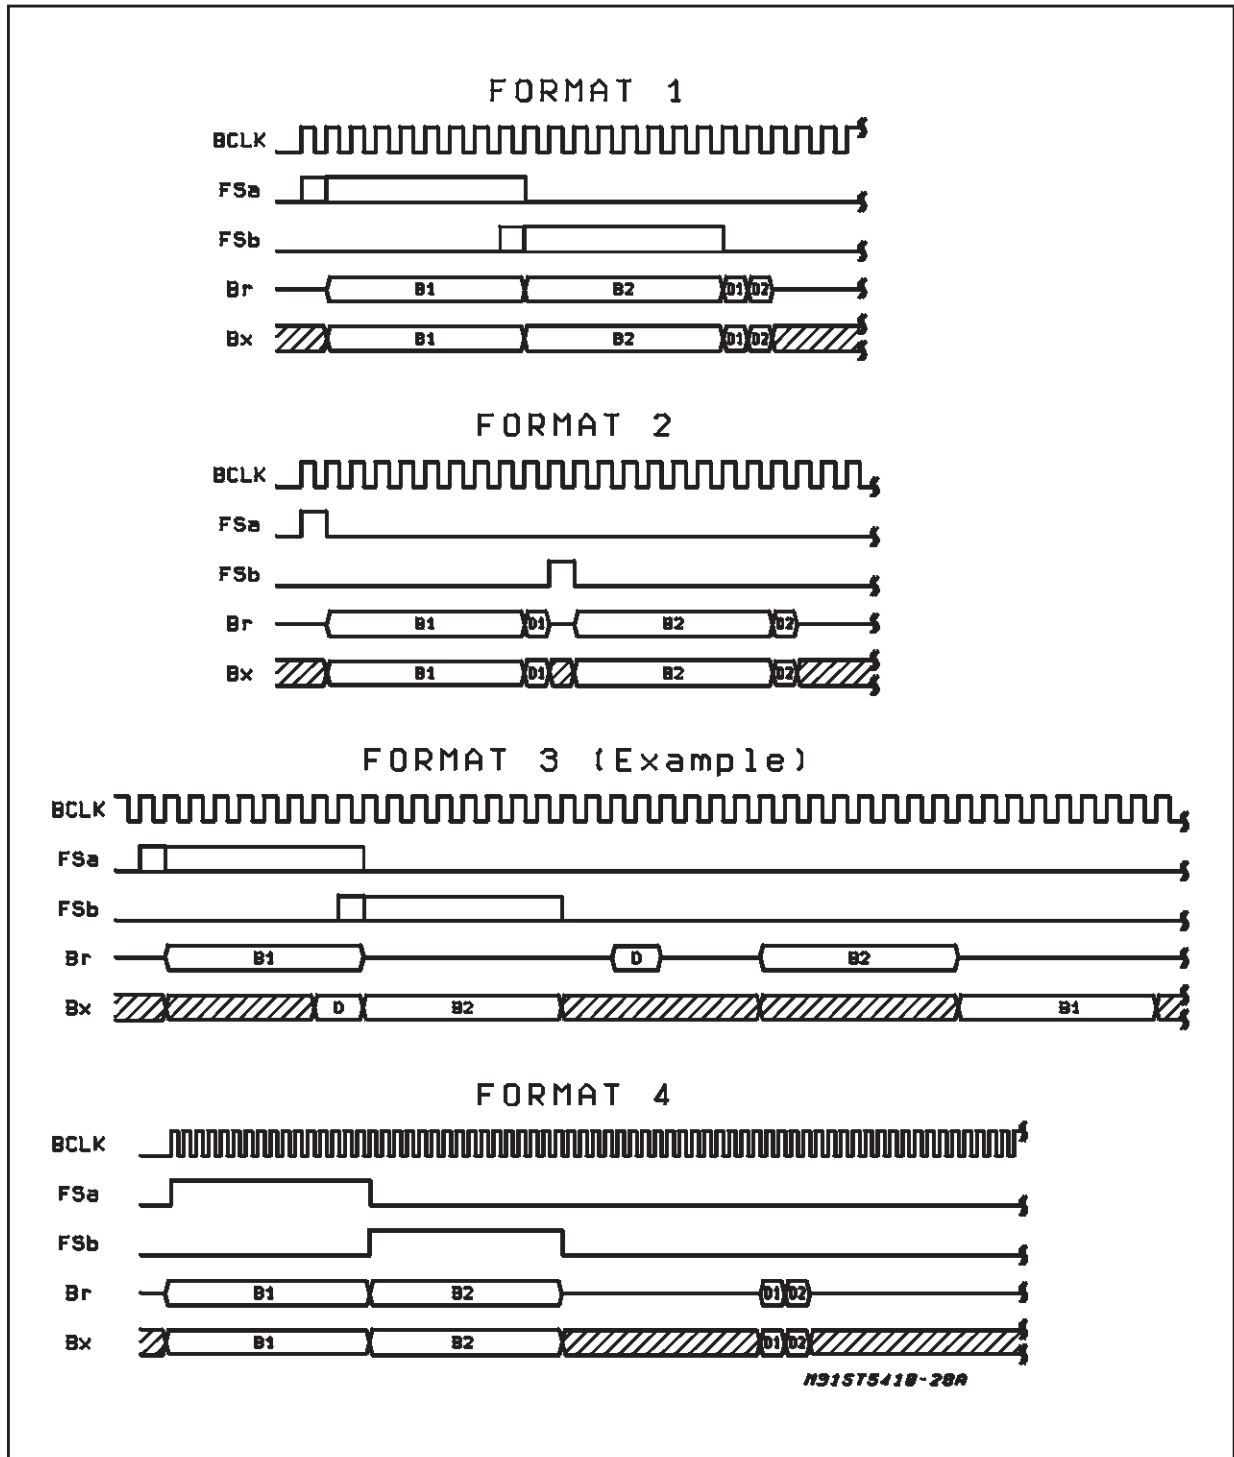 FORMAT 1
BCLK
FSa
FSb
Br B1 B2 D1 D2
Bx B1 B2 D1 D2
FORMAT 2
BCLK
FSa
FSb
Br B1 D1 B2 D2
Bx B1 D1 B2 D2
FORMAT 3 (Example)
BCLK
FSa
FSb
Br B1 D B2
Bx D B2 B1
FORMAT 4
BCLK
FSa
FSb
Br B1 B2 D1 D2
Bx B1 B2 D1 D2
M91ST5410-20A